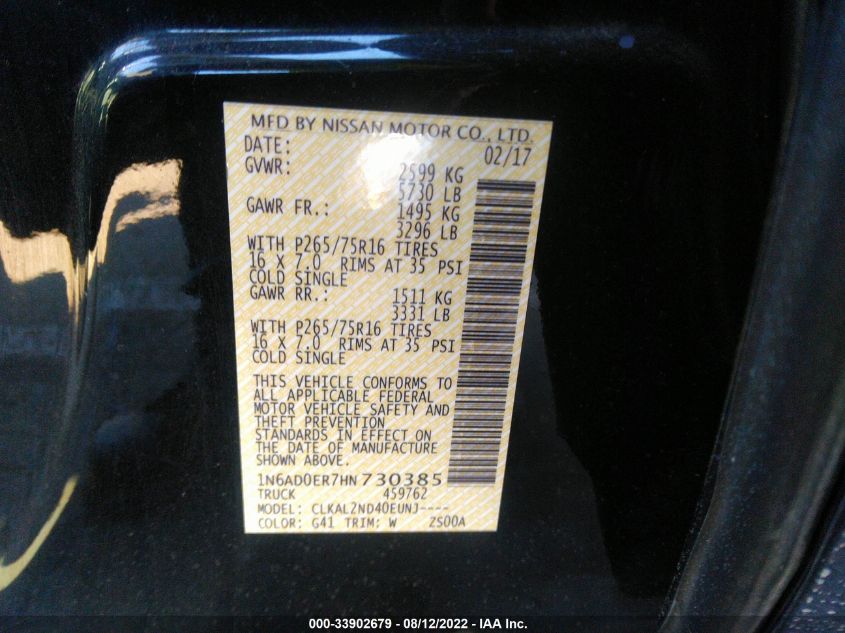 MFD BY NISSAN MOTOR CO., LTD.
DATE: 02/17
GVWR: 2599 KG
5730 LB
GAWR FR.: 1495 KG
3296 LB
WITH P265/75R16 TIRES
16 X 7.0 RIMS AT 35 PSI
COLD SINGLE
GAWR RR.: 1511 KG
3331 LB
WITH P265/75R16 TIRES
16 X 7.0 RIMS AT 35 PSI
COLD SINGLE
THIS VEHICLE CONFORMS TO
ALL APPLICABLE FEDERAL
MOTOR VEHICLE SAFETY AND
THEFT PREVENTION
STANDARDS IN EFFECT ON
THE DATE OF MANUFACTURE
SHOWN ABOVE.
1N6AD0ER7HN730385
TRUCK 459762
MODEL: CLKAL2ND40EUNJ----
COLOR: G41 TRIM: W ZS00A
000-33902679 - 08/12/2022 - IAA Inc.